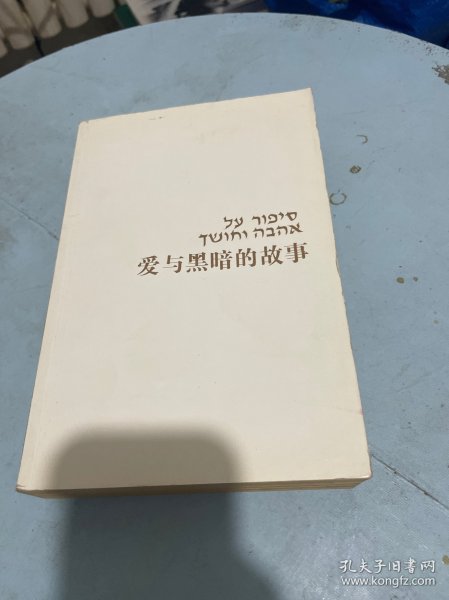 סיפור על
אהבה וחושך
爱与黑暗的故事
孔夫子旧书网
www.kongfz.com